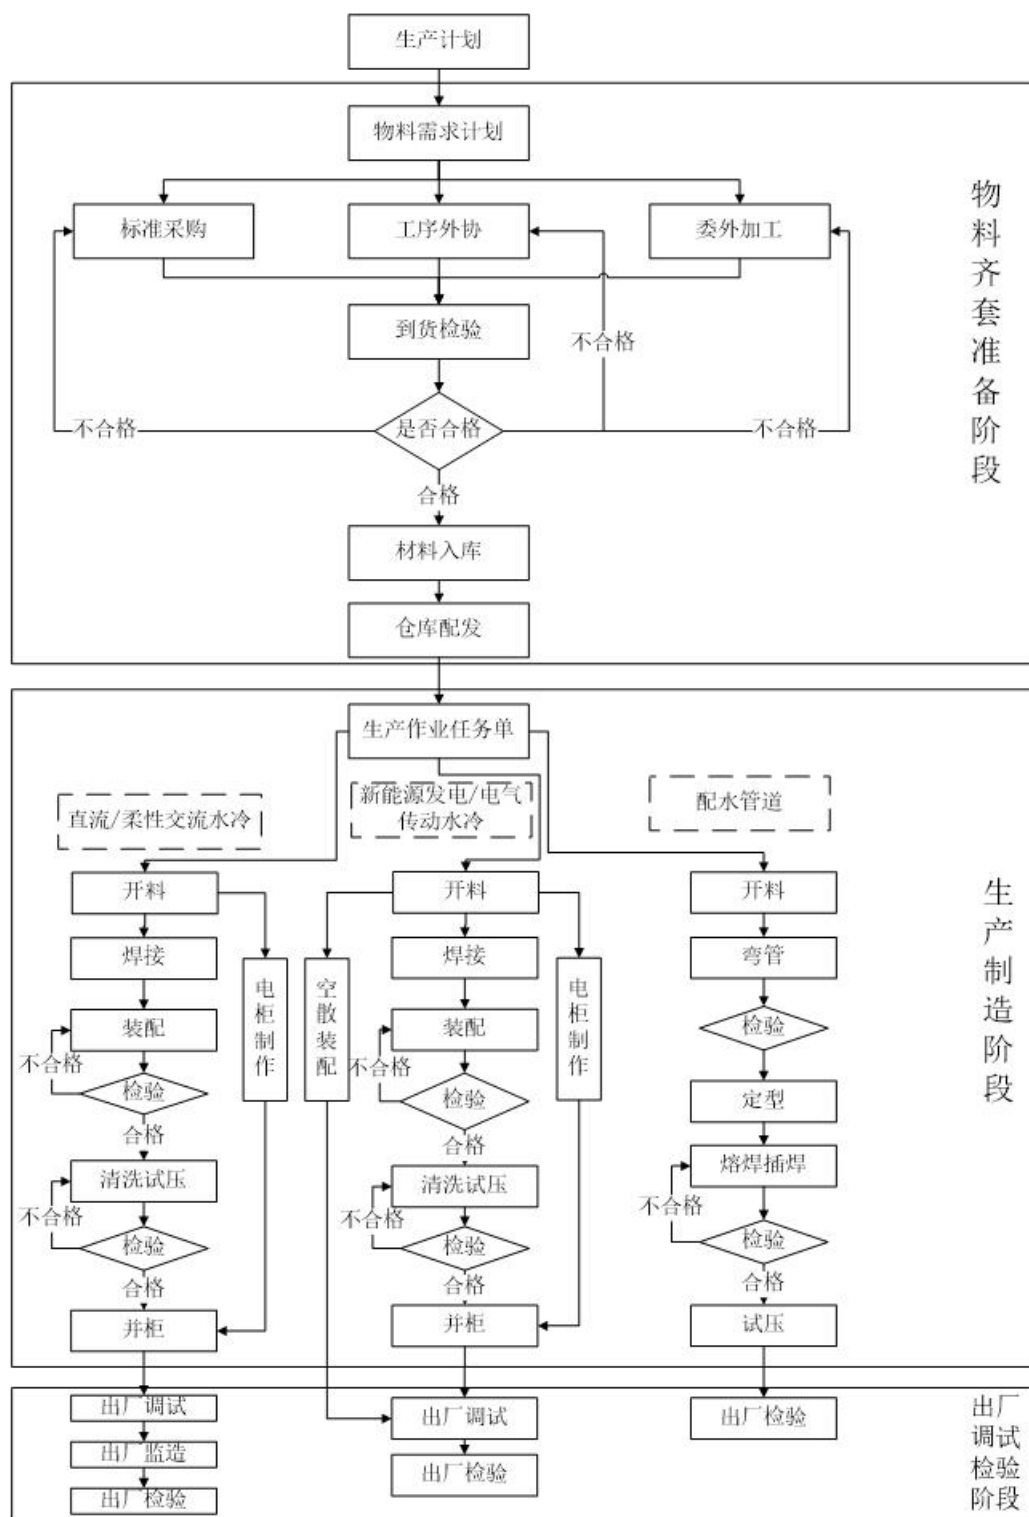 生产计划
物料需求计划
标准采购
工序外协
委外加工
物料齐套准备阶段
到货检验
不合格
不合格
是否合格
不合格
合格
材料入库
仓库配发
生产作业任务单
直流/柔性交流水冷
新能源发电/电气
传动水冷
配水管道
生产制造阶段
开料
焊接
装配
不合格
检验
合格
清洗试压
不合格
检验
合格
并柜
电柜制作
空散装配
开料
焊接
装配
不合格
检验
合格
清洗试压
不合格
检验
合格
并柜
电柜制作
开料
弯管
检验
定型
熔焊插焊
不合格
检验
合格
试压
出厂调试
出厂监造
出厂检验
出厂调试
出厂检验
出厂检验
出厂
调试
检验
阶段